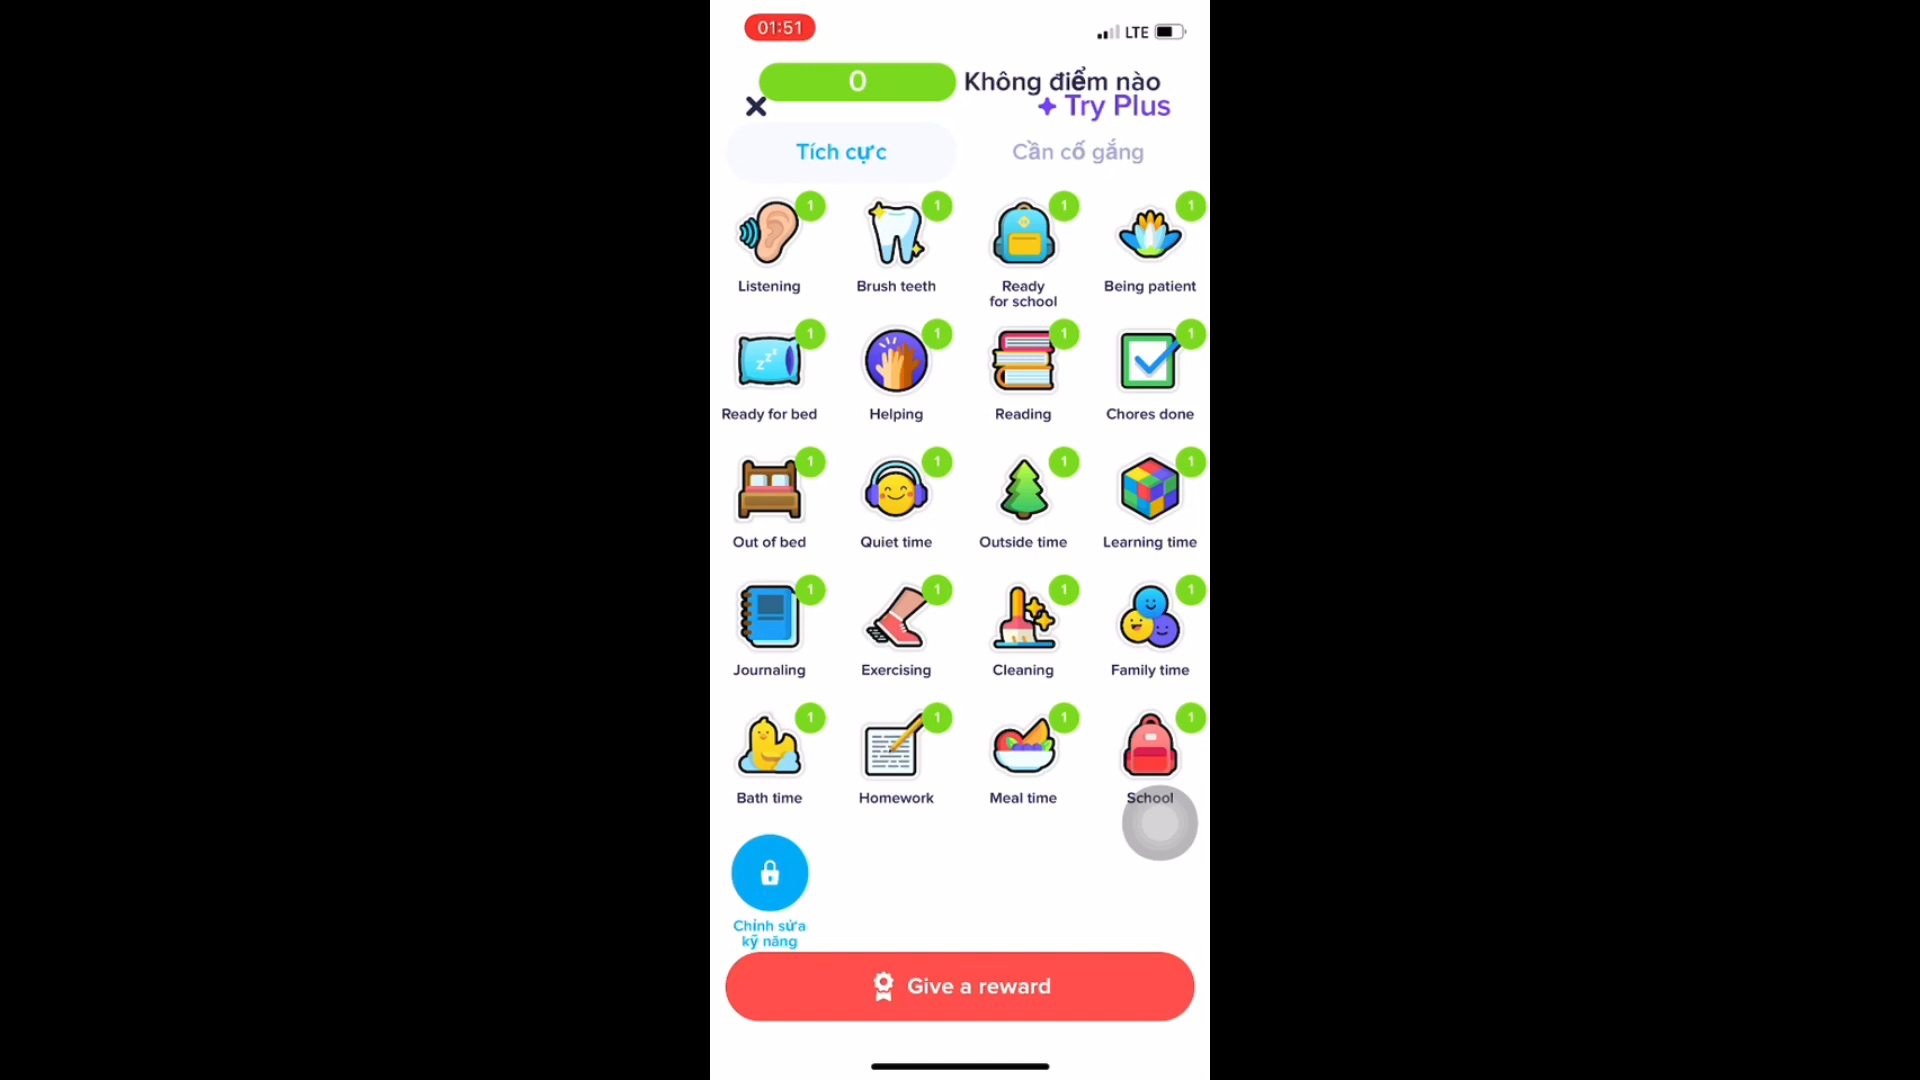 01:51 LTE
0 Không điểm nào
Try Plus
Tích cực Cần cố gắng
1 1 1 1
Listening Brush teeth Ready for school Being patient
1 1 1 1
zzz
Ready for bed Helping Reading Chores done
1 1 1 1
Out of bed Quiet time Outside time Learning time
1 1 1 1
Journaling Exercising Cleaning Family time
1 1 1 1
Bath time Homework Meal time School
Chỉnh sửa
kỹ năng
Give a reward